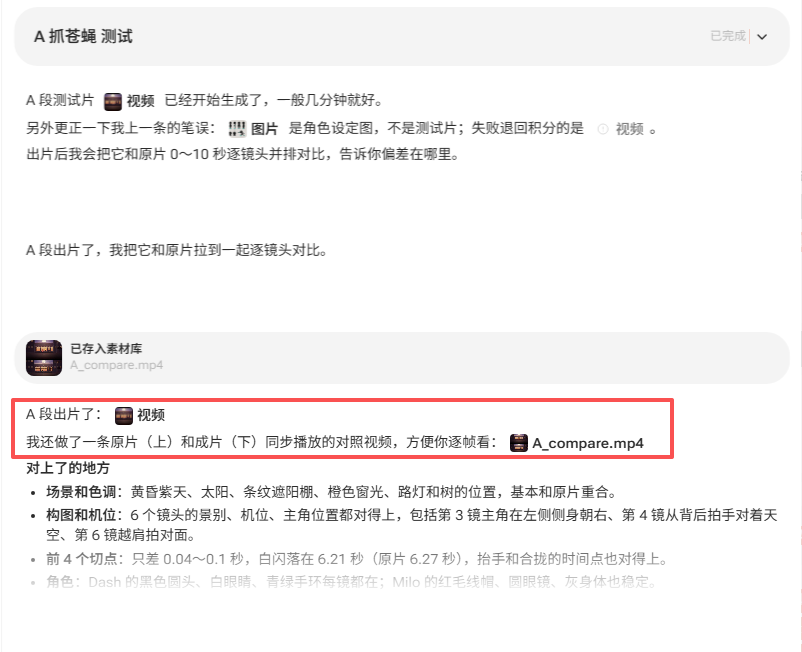 A 抓苍蝇 测试
已完成
A 段测试片 视频 已经开始生成了，一般几分钟就好。
另外更正一下我上一条的笔误： 图片 是角色设定图，不是测试片；失败退回积分的是 视频 。
出片后我会把它和原片 0～10 秒逐镜头并排对比，告诉你偏差在哪里。
A 段出片了，我把它和原片拉到一起逐镜头对比。
已存入素材库
A_compare.mp4
A 段出片了： 视频
我还做了一条原片（上）和成片（下）同步播放的对照视频，方便你逐帧看： A_compare.mp4
对上了的地方
• 场景和色调：黄昏紫天、太阳、条纹遮阳棚、橙色窗光、路灯和树的位置，基本和原片重合。
• 构图和机位：6 个镜头的景别、机位、主角位置都对得上，包括第 3 镜主角在左侧侧身朝右、第 4 镜从背后拍手对着天
空、第 6 镜越肩拍对面。
• 前 4 个切点：只差 0.04～0.1 秒，白闪落在 6.21 秒（原片 6.27 秒），抬手和合拢的时间点也对得上。
• 角色：Dash 的黑色圆头、白眼睛、青绿手环每镜都在；Milo 的红毛线帽、圆眼镜、灰身体也稳定。